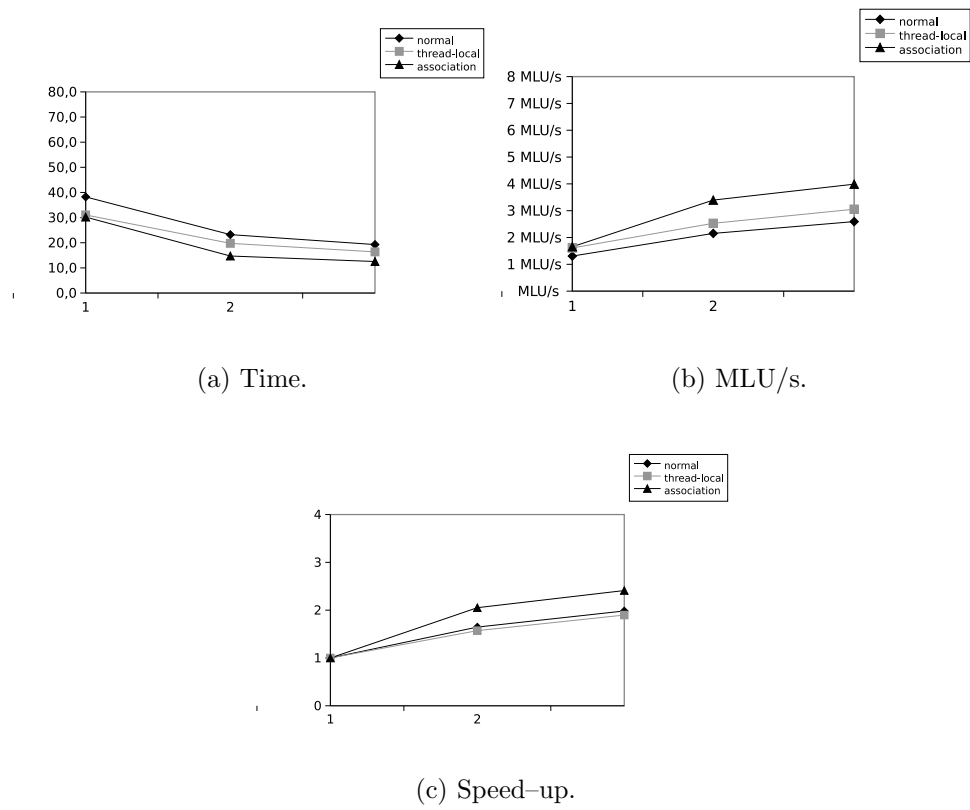 normal
thread-local
association
80,0
70,0
60,0
50,0
40,0
30,0
20,0
10,0
0,0
1
2
(a) Time.
normal
thread-local
association
8 MLU/s
7 MLU/s
6 MLU/s
5 MLU/s
4 MLU/s
3 MLU/s
2 MLU/s
1 MLU/s
MLU/s
1
2
(b) MLU/s.
normal
thread-local
association
4
3
2
1
0
1
2
(c) Speed–up.